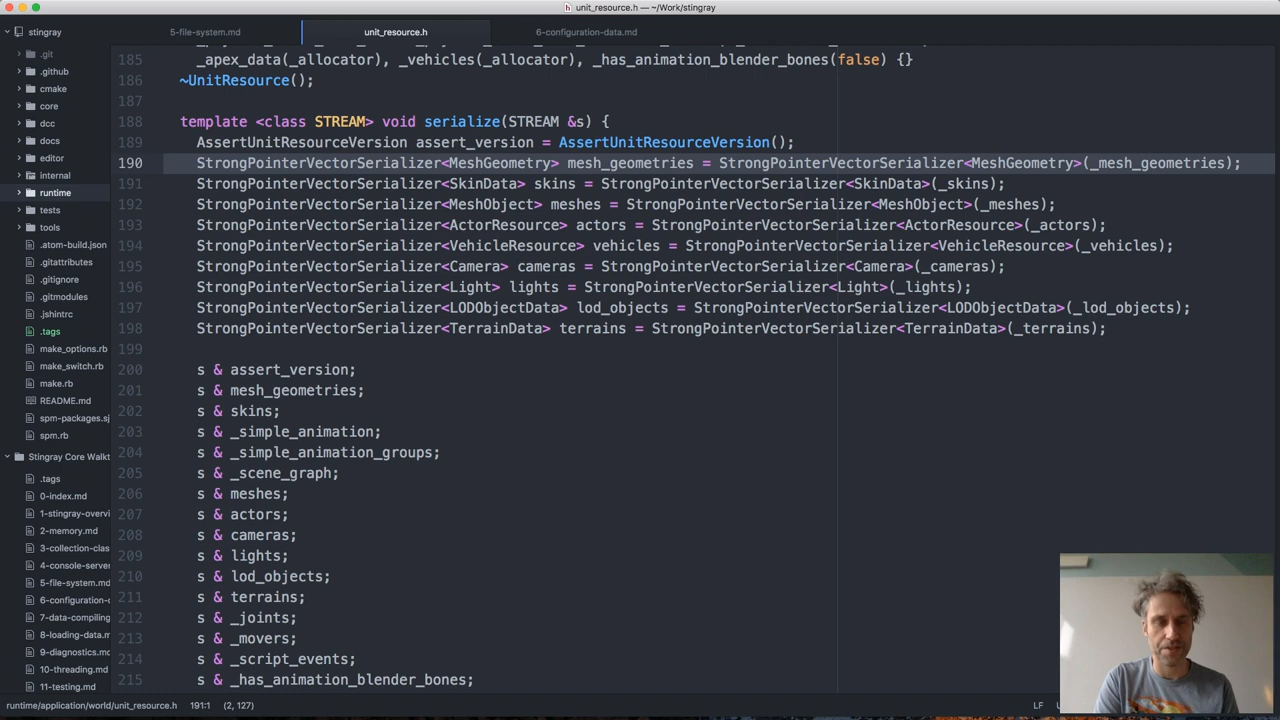 unit_resource.h — ~/Work/stingray
stingray
5-file-system.md
unit_resource.h
6-configuration-data.md
.git
.github
cmake
core
dcc
docs
editor
internal
runtime
tests
tools
.atom-build.json
.gitattributes
.gitignore
.gitmodules
.jshintrc
.tags
make_options.rb
make_switch.rb
make.rb
README.md
spm-packages.sj
spm.rb
Stingray Core Walkt
.tags
0-index.md
1-stingray-overvi
2-memory.md
3-collection-clas
4-console-server
5-file-system.md
6-configuration-d
7-data-compiling
8-loading-data.m
9-diagnostics.mc
10-threading.md
11-testing.md
185 _apex_data(_allocator), _vehicles(_allocator), _has_animation_blender_bones(false) {}
186 ~UnitResource();
187
188 template <class STREAM> void serialize(STREAM &s) {
189 AssertUnitResourceVersion assert_version = AssertUnitResourceVersion();
190 StrongPointerVectorSerializer<MeshGeometry> mesh_geometries = StrongPointerVectorSerializer<MeshGeometry>(_mesh_geometries);
191 StrongPointerVectorSerializer<SkinData> skins = StrongPointerVectorSerializer<SkinData>(_skins);
192 StrongPointerVectorSerializer<MeshObject> meshes = StrongPointerVectorSerializer<MeshObject>(_meshes);
193 StrongPointerVectorSerializer<ActorResource> actors = StrongPointerVectorSerializer<ActorResource>(_actors);
194 StrongPointerVectorSerializer<VehicleResource> vehicles = StrongPointerVectorSerializer<VehicleResource>(_vehicles);
195 StrongPointerVectorSerializer<Camera> cameras = StrongPointerVectorSerializer<Camera>(_cameras);
196 StrongPointerVectorSerializer<Light> lights = StrongPointerVectorSerializer<Light>(_lights);
197 StrongPointerVectorSerializer<LODObjectData> lod_objects = StrongPointerVectorSerializer<LODObjectData>(_lod_objects);
198 StrongPointerVectorSerializer<TerrainData> terrains = StrongPointerVectorSerializer<TerrainData>(_terrains);
199
200 s & assert_version;
201 s & mesh_geometries;
202 s & skins;
203 s & _simple_animation;
204 s & _simple_animation_groups;
205 s & _scene_graph;
206 s & meshes;
207 s & actors;
208 s & cameras;
209 s & lights;
210 s & lod_objects;
211 s & terrains;
212 s & _joints;
213 s & _movers;
214 s & _script_events;
215 s & _has_animation_blender_bones;
runtime/application/world/unit_resource.h 191:1 (2, 127)
LF